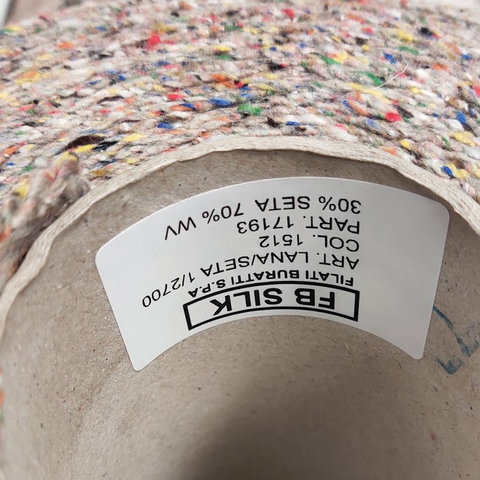 FB SILK
FILATI BURATTI S.P.A
ART. LANA/SETA 1/2700
COL. 1512
PART. 17193
30% SETA 70% WV